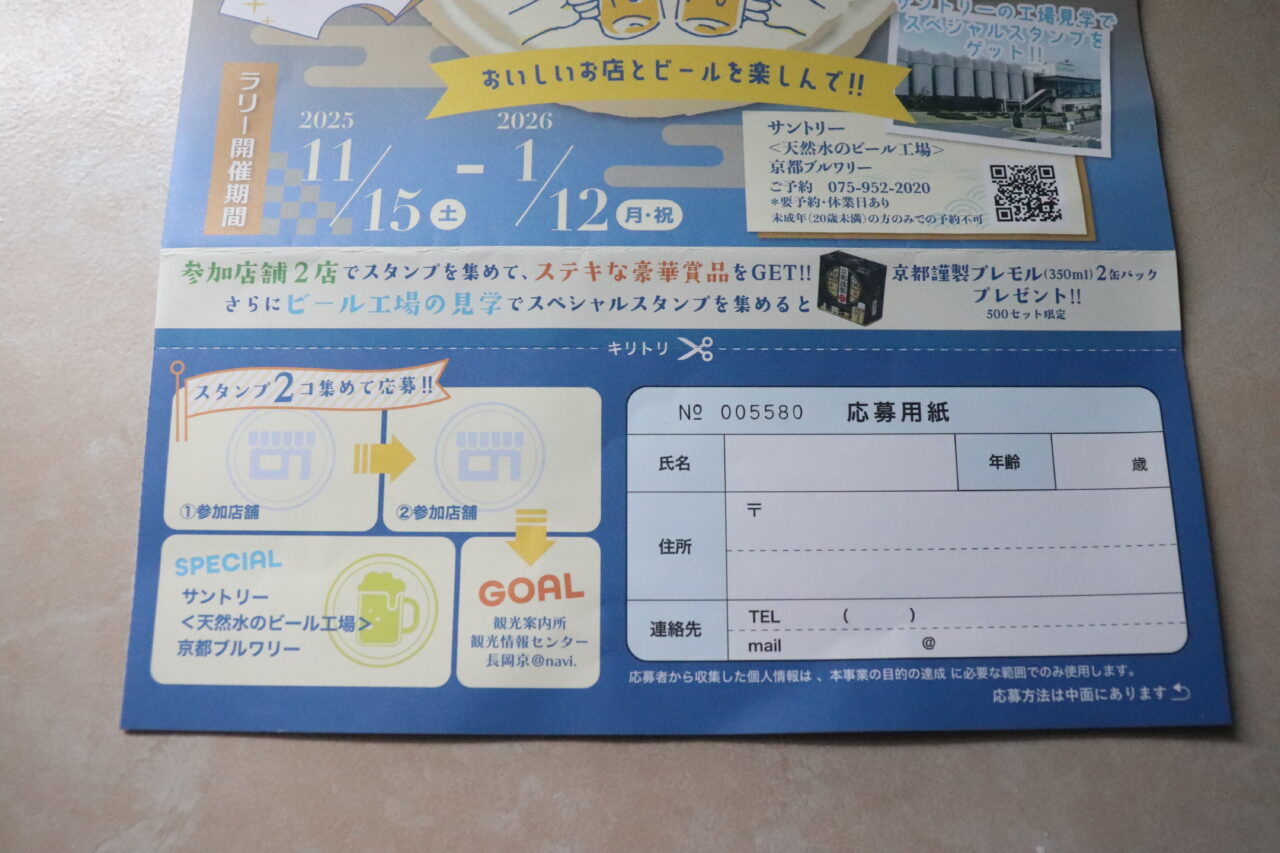 サントリーの工場見学で
スペシャルスタンプを
ゲット!!
おいしいお店とビールを楽しんで!!
ラリー開催期間
2025
11/15 土
-
2026
1/12 月・祝
サントリー
<天然水のビール工場>
京都ブルワリー
ご予約 075-952-2020
*要予約・休業日あり
未成年(20歳未満)の方のみでの予約不可
参加店舗2店でスタンプを集めて、ステキな豪華賞品をGET!!
さらにビール工場の見学でスペシャルスタンプを集めると
京都謹製プレモル(350ml)2缶パック
プレゼント!!
500セット限定
キリトリ
スタンプ2コ集めて応募!!
①参加店舗
②参加店舗
SPECIAL
サントリー
<天然水のビール工場>
京都ブルワリー
GOAL
観光案内所
観光情報センター
長岡京@navi.
№ 005580 応募用紙
氏名
年齢
歳
住所
〒
連絡先
TEL ( )
mail @
応募者から収集した個人情報は、本事業の目的の達成 に必要な範囲でのみ使用します。
応募方法は中面にあります